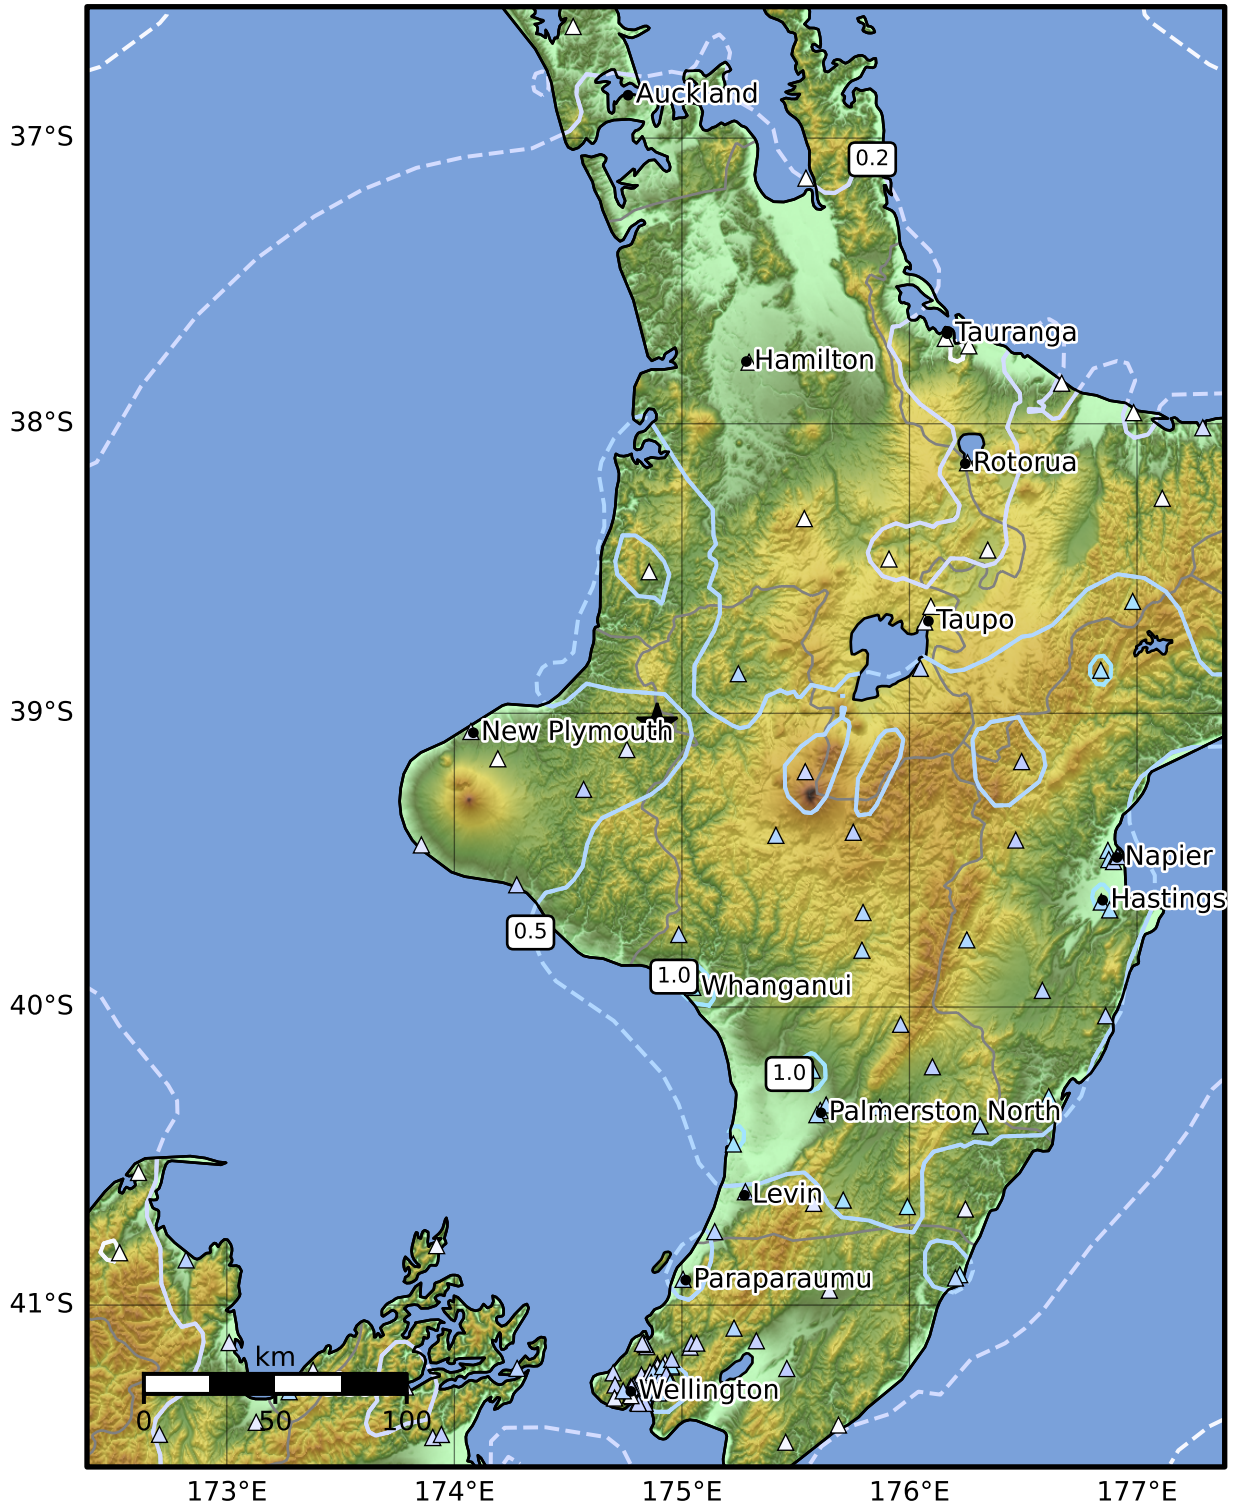 Auckland
37°S
0.2
Tauranga
Hamilton
38°S
Rotorua
Taupo
39°S
New Plymouth
Napier
Hastings
0.5
1.0
Whanganui
40°S
1.0
Palmerston North
Levin
Paraparaumu
41°S
km
Wellington
0 50 100
173°E 174°E 175°E 176°E 177°E